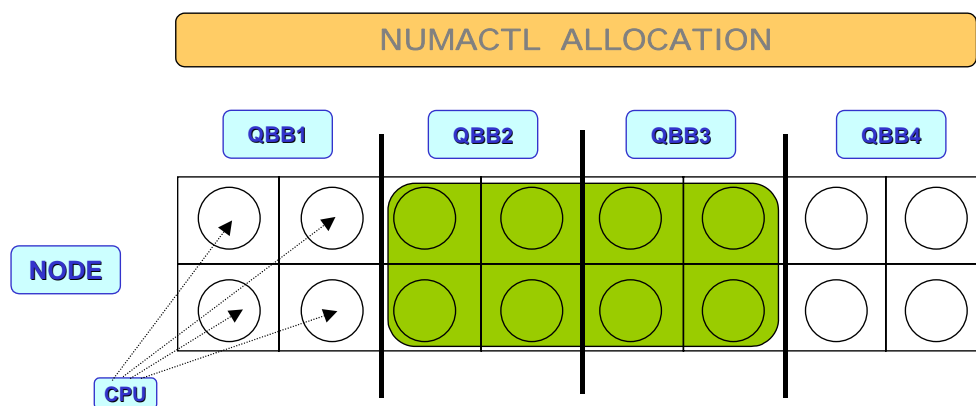 NUMACTL ALLOCATION
QBB1 QBB2 QBB3 QBB4
NODE
CPU